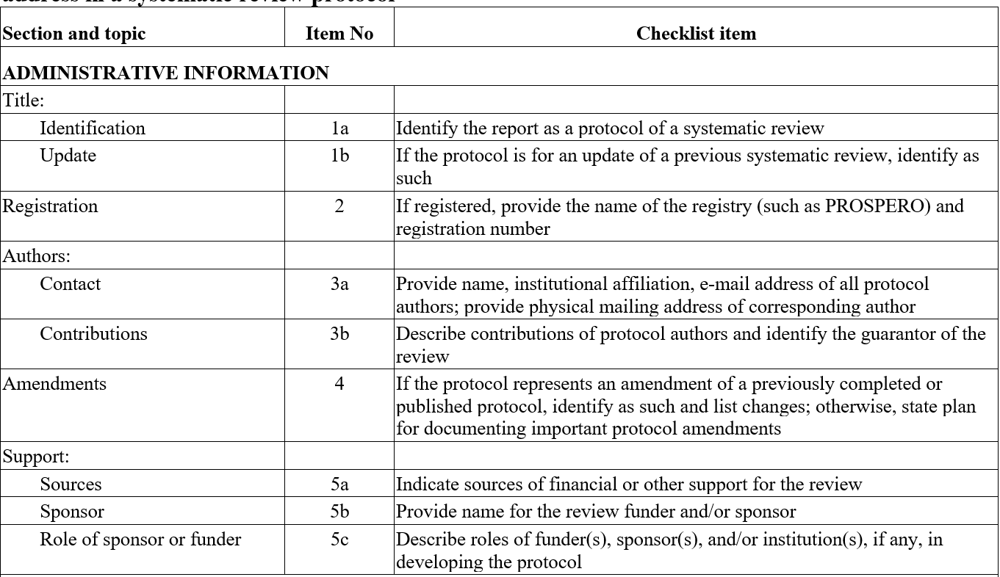 address in a systematic review protocol
Section and topic Item No Checklist item
ADMINISTRATIVE INFORMATION
Title:
Identification 1a Identify the report as a protocol of a systematic review
Update 1b If the protocol is for an update of a previous systematic review, identify as
such
Registration 2 If registered, provide the name of the registry (such as PROSPERO) and
registration number
Authors:
Contact 3a Provide name, institutional affiliation, e-mail address of all protocol
authors; provide physical mailing address of corresponding author
Contributions 3b Describe contributions of protocol authors and identify the guarantor of the
review
Amendments 4 If the protocol represents an amendment of a previously completed or
published protocol, identify as such and list changes; otherwise, state plan
for documenting important protocol amendments
Support:
Sources 5a Indicate sources of financial or other support for the review
Sponsor 5b Provide name for the review funder and/or sponsor
Role of sponsor or funder 5c Describe roles of funder(s), sponsor(s), and/or institution(s), if any, in
developing the protocol